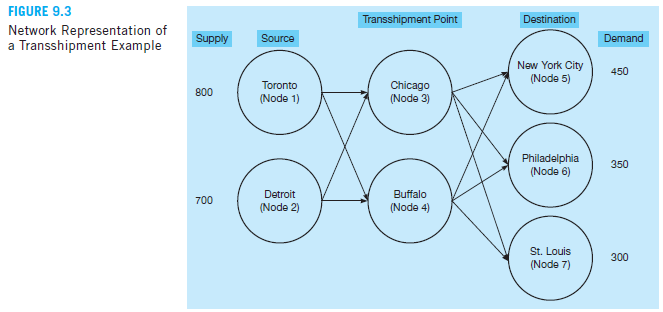 FIGURE 9.3
Network Representation of
a Transshipment Example
Transshipment Point
Destination
Supply
Source
Demand
New York City
(Node 5)
450
800
Toronto
(Node 1)
Chicago
(Node 3)
Philadelphia
(Node 6)
350
700
Detroit
(Node 2)
Buffalo
(Node 4)
St. Louis
(Node 7)
300